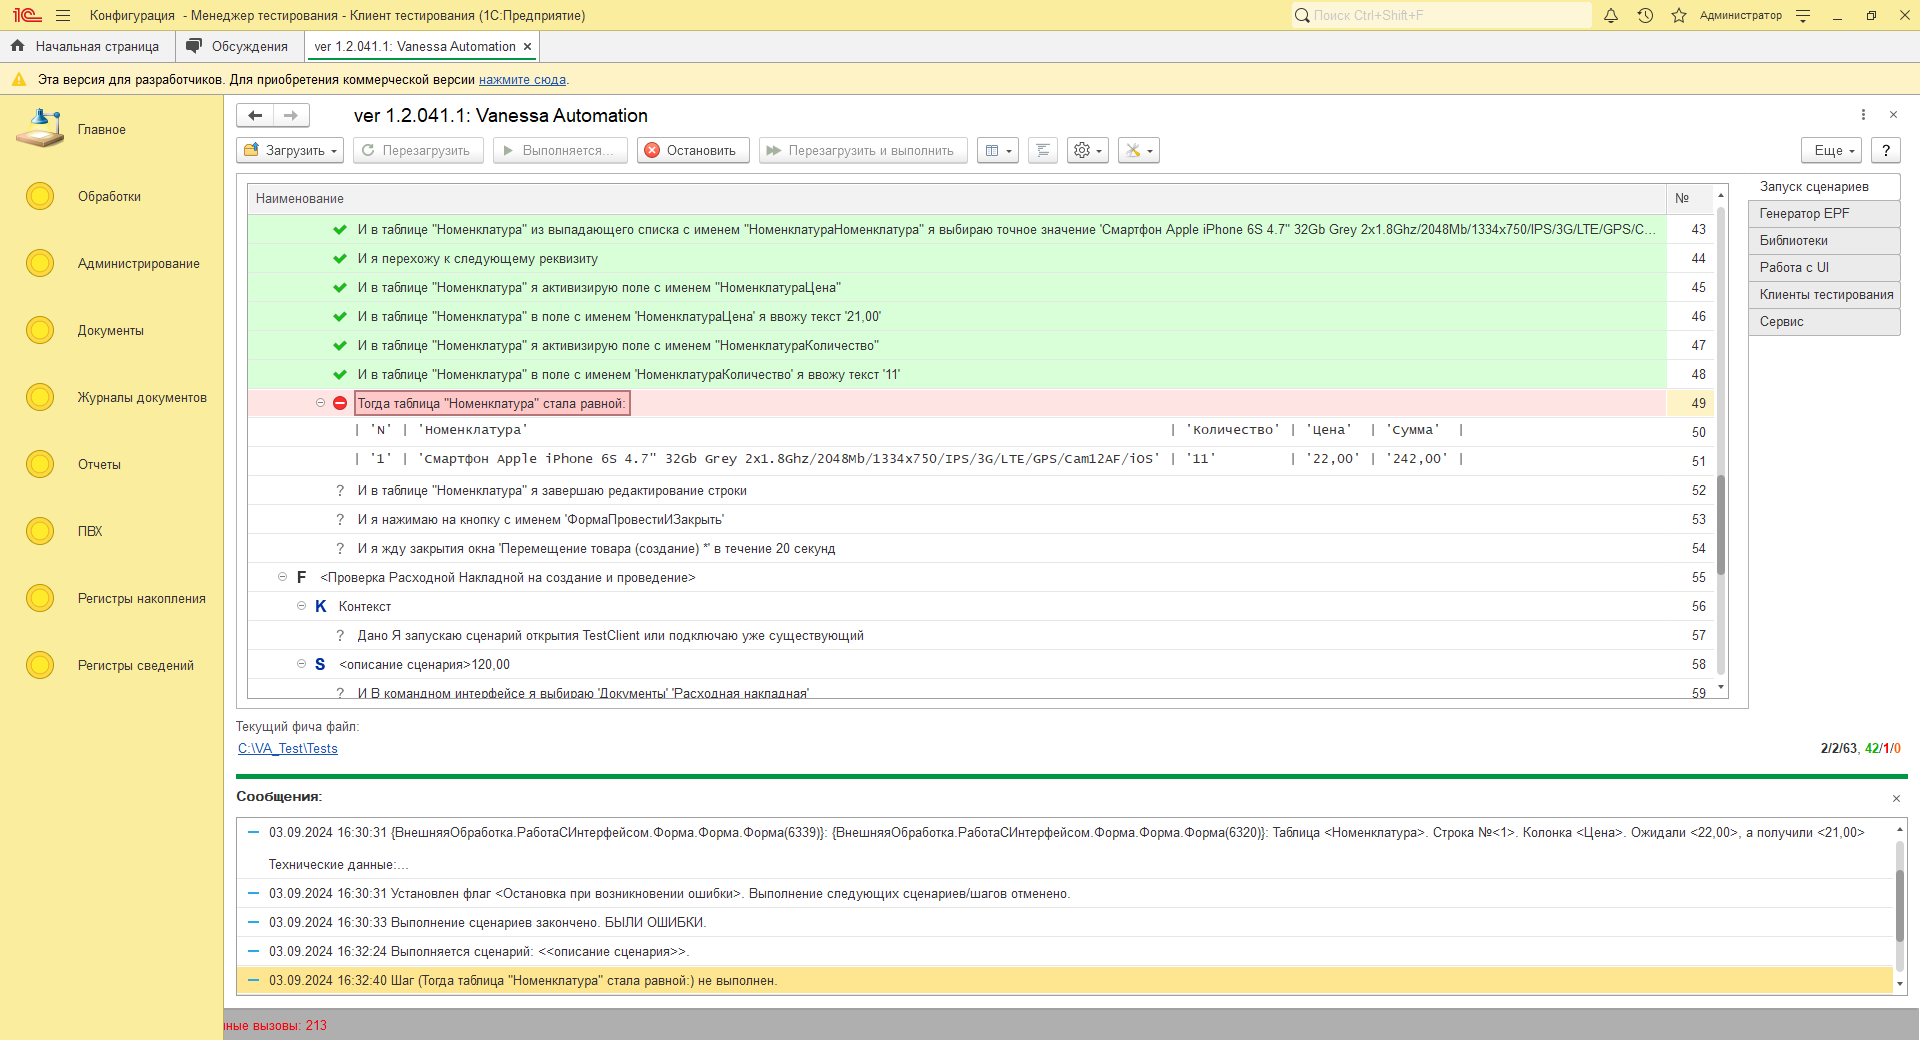 1С Конфигурация - Менеджер тестирования - Клиент тестирования (1С:Предприятие)
Поиск Ctrl+Shift+F
Администратор
Начальная страница
Обсуждения
ver 1.2.041.1: Vanessa Automation
Эта версия для разработчиков. Для приобретения коммерческой версии нажмите сюда.
Главное
Обработки
Администрирование
Документы
Журналы документов
Отчеты
ПВХ
Регистры накопления
Регистры сведений
ver 1.2.041.1: Vanessa Automation
Загрузить
Перезагрузить
Выполняется...
Остановить
Перезагрузить и выполнить
Еще
?
Запуск сценариев
Генератор EPF
Библиотеки
Работа с UI
Клиенты тестирования
Сервис
Наименование №
И в таблице "Номенклатура" из выпадающего списка с именем "НоменклатураНоменклатура" я выбираю точное значение 'Смартфон Apple iPhone 6S 4.7" 32Gb Grey 2x1.8Ghz/2048Mb/1334x750/IPS/3G/LTE/GPS/C... 43
И я перехожу к следующему реквизиту 44
И в таблице "Номенклатура" я активизирую поле с именем "НоменклатураЦена" 45
И в таблице "Номенклатура" в поле с именем 'НоменклатураЦена' я ввожу текст '21,00' 46
И в таблице "Номенклатура" я активизирую поле с именем "НоменклатураКоличество" 47
И в таблице "Номенклатура" в поле с именем 'НоменклатураКоличество' я ввожу текст '11' 48
Тогда таблица "Номенклатура" стала равной: 49
| 'N' | 'Номенклатура' | 'Количество' | 'Цена' | 'Сумма' | 50
| '1' | 'Смартфон Apple iPhone 6S 4.7" 32Gb Grey 2x1.8Ghz/2048Mb/1334x750/IPS/3G/LTE/GPS/Cam12AF/iOS' | '11' | '22,00' | '242,00' | 51
? И в таблице "Номенклатура" я завершаю редактирование строки 52
? И я нажимаю на кнопку с именем 'ФормаПровестиИЗакрыть' 53
? И я жду закрытия окна 'Перемещение товара (создание) *' в течение 20 секунд 54
F <Проверка Расходной Накладной на создание и проведение> 55
K Контекст 56
? Дано Я запускаю сценарий открытия TestClient или подключаю уже существующий 57
S <описание сценария>120,00 58
? И В командном интерфейсе я выбираю 'Документы' 'Расходная накладная' 59
Текущий фича файл:
C:\VA_Test\Tests
2/2/63, 42/1/0
Сообщения:
03.09.2024 16:30:31 {ВнешняяОбработка.РаботаСИнтерфейсом.Форма.Форма.Форма(6339)}: {ВнешняяОбработка.РаботаСИнтерфейсом.Форма.Форма.Форма(6320)}: Таблица <Номенклатура>. Строка №<1>. Колонка <Цена>. Ожидали <22,00>, а получили <21,00>
Технические данные:...
03.09.2024 16:30:31 Установлен флаг <Остановка при возникновении ошибки>. Выполнение следующих сценариев/шагов отменено.
03.09.2024 16:30:33 Выполнение сценариев закончено. БЫЛИ ОШИБКИ.
03.09.2024 16:32:24 Выполняется сценарий: <<описание сценария>>.
03.09.2024 16:32:40 Шаг (Тогда таблица "Номенклатура" стала равной:) не выполнен.
вызовы: 213